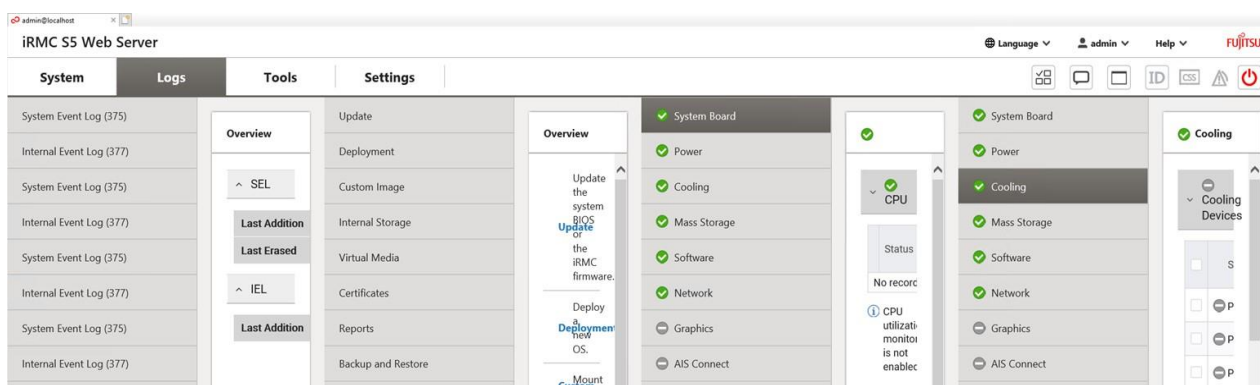 admin@localhost
iRMC S5 Web Server
Language
admin
Help
FUJITSU
System
Logs
Tools
Settings
ID
CSS
System Event Log (375)
Internal Event Log (377)
System Event Log (375)
Internal Event Log (377)
System Event Log (375)
Internal Event Log (377)
System Event Log (375)
Internal Event Log (377)
Overview
SEL
Last Addition
Last Erased
IEL
Last Addition
Update
Deployment
Custom Image
Internal Storage
Virtual Media
Certificates
Reports
Backup and Restore
Overview
Update
Update
the
system
BIOS
or
the
iRMC
firmware.
Deployment
Deploy
a
new
OS.
Mount
System Board
Power
Cooling
Mass Storage
Software
Network
Graphics
AIS Connect
CPU
Status
No record
CPU
utilizati
monitor
is not
enabled
System Board
Power
Cooling
Mass Storage
Software
Network
Graphics
AIS Connect
Cooling
Cooling
Devices
S
P
P
P